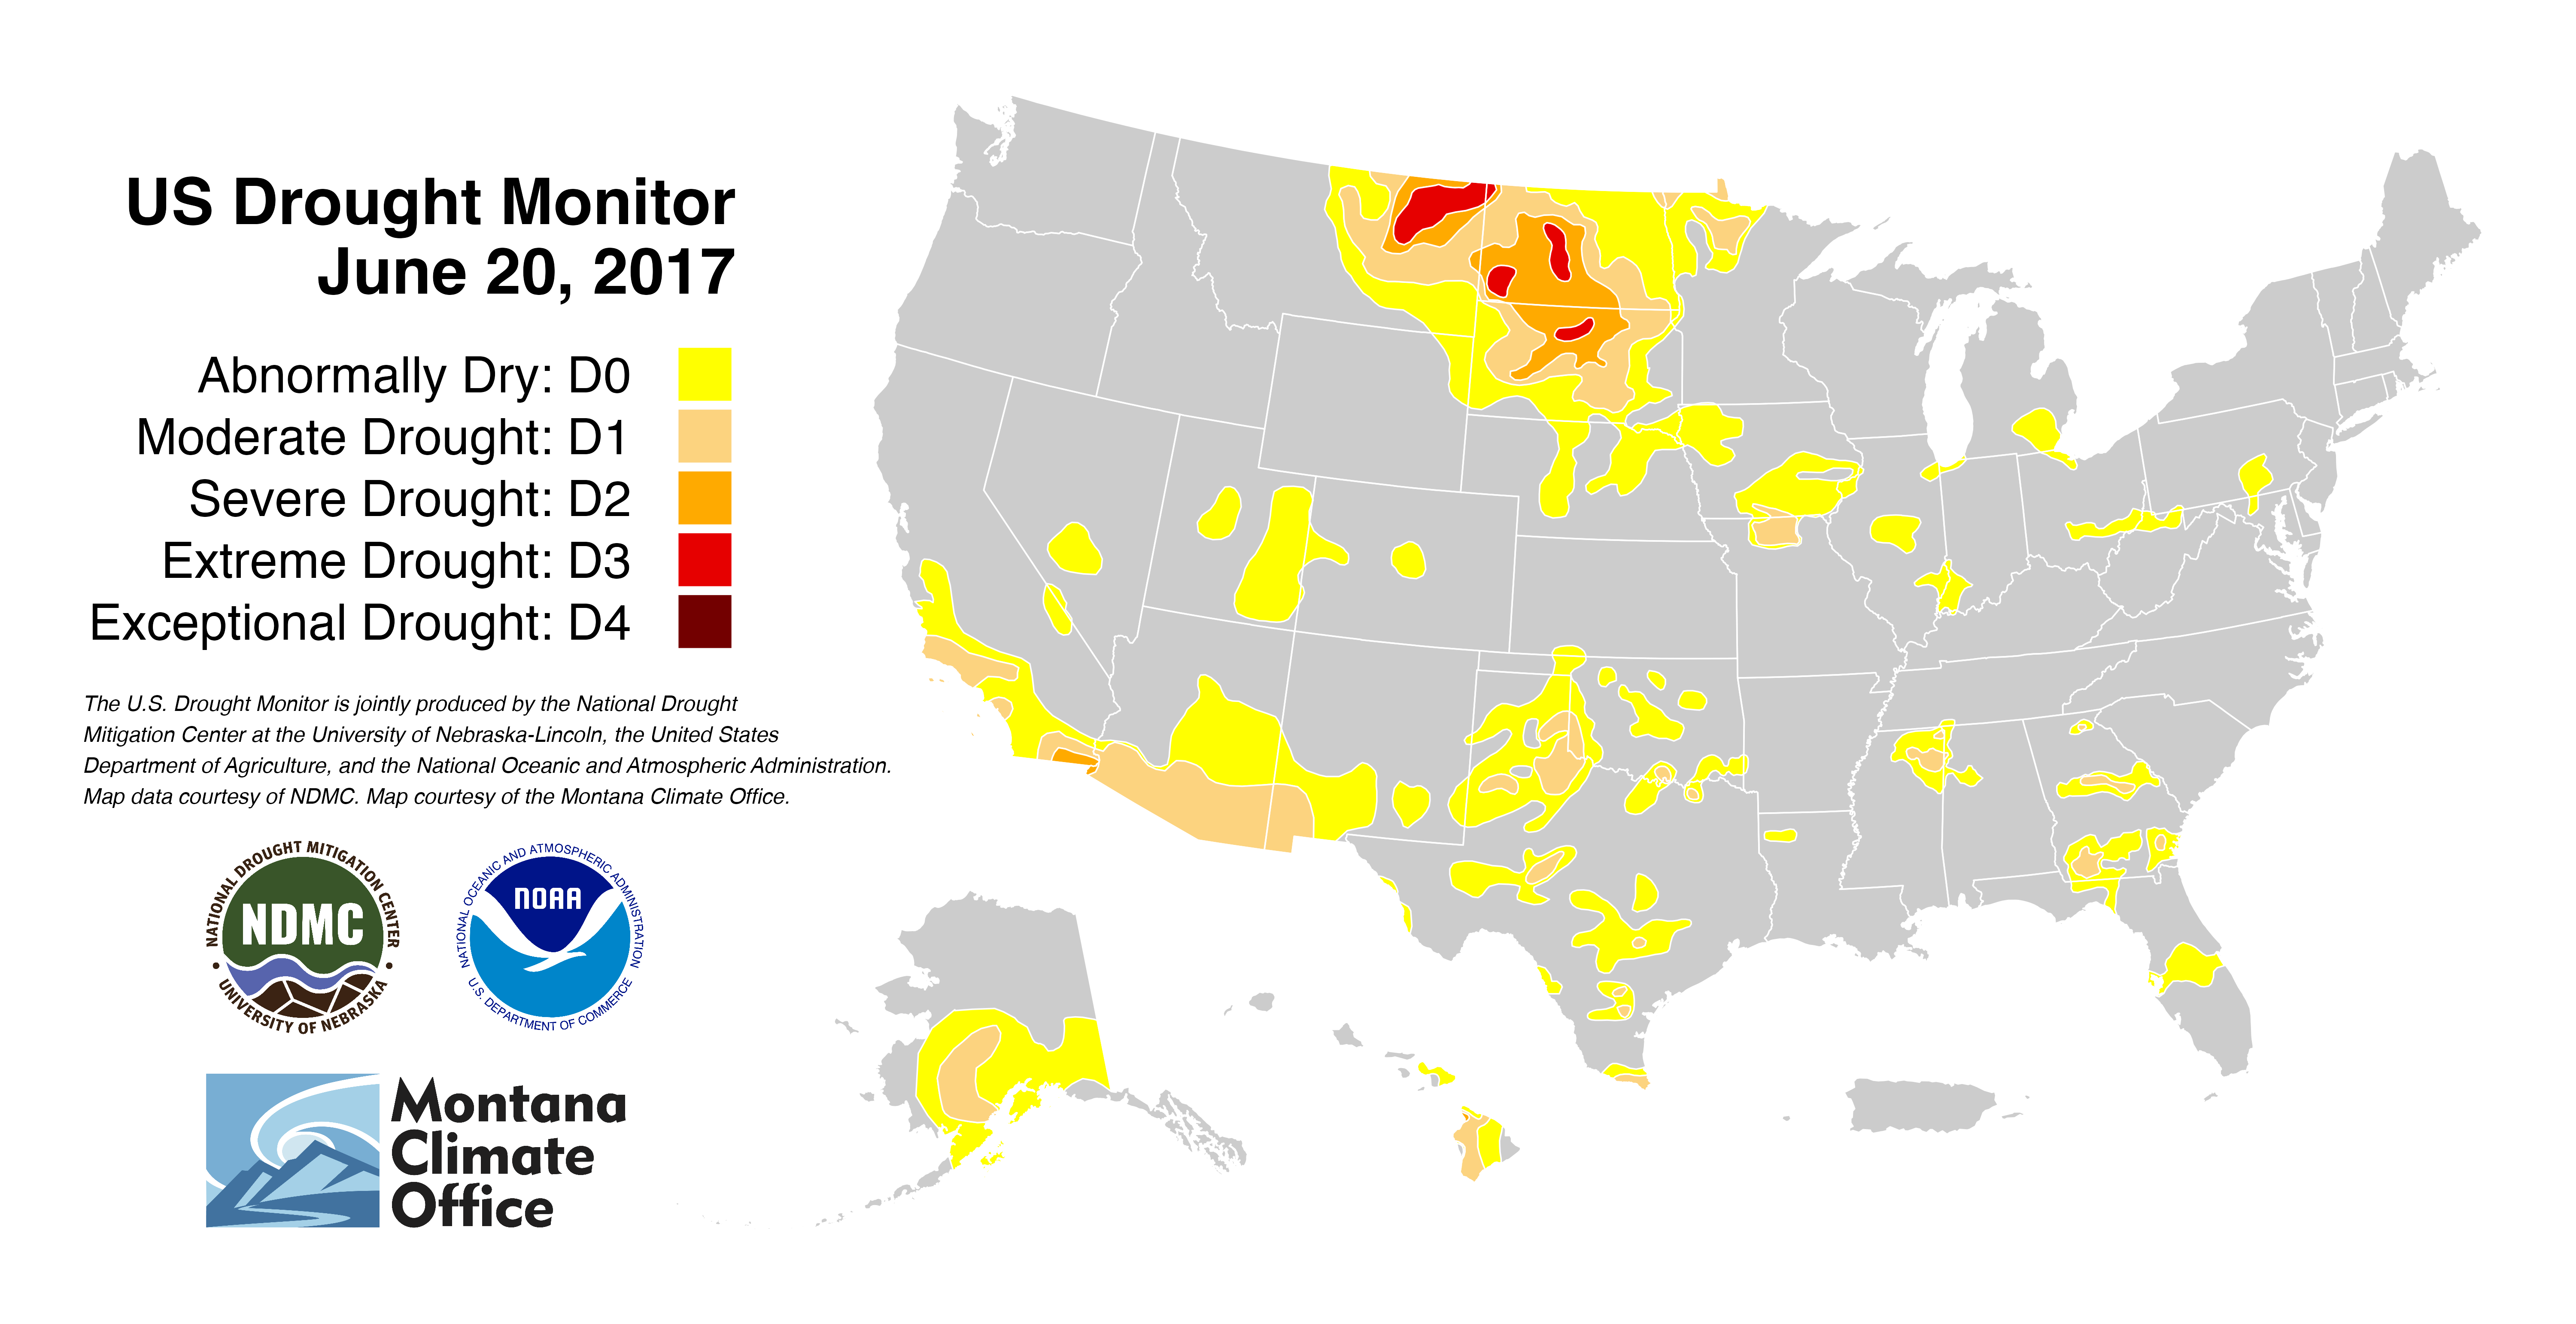 US Drought Monitor
June 20, 2017
Abnormally Dry: D0
Moderate Drought: D1
Severe Drought: D2
Extreme Drought: D3
Exceptional Drought: D4
The U.S. Drought Monitor is jointly produced by the National Drought
Mitigation Center at the University of Nebraska-Lincoln, the United States
Department of Agriculture, and the National Oceanic and Atmospheric Administration.
Map data courtesy of NDMC. Map courtesy of the Montana Climate Office.
NATIONAL DROUGHT MITIGATION CENTER
NDMC
• UNIVERSITY OF NEBRASKA •
NATIONAL OCEANIC AND ATMOSPHERIC ADMINISTRATION
NOAA
U.S. DEPARTMENT OF COMMERCE
Montana
Climate
Office